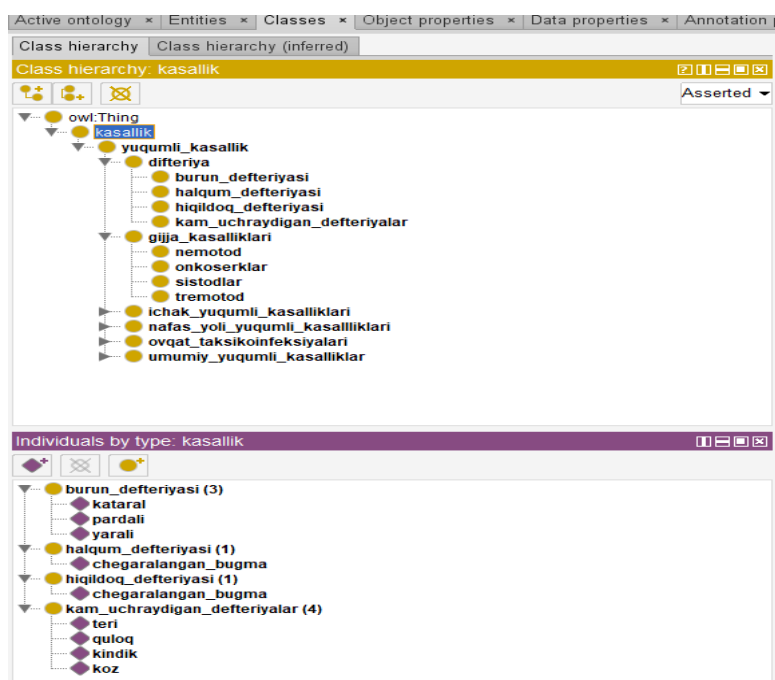 Active ontology × Entities × Classes × Object properties × Data properties × Annotation
Class hierarchy Class hierarchy (inferred)
Class hierarchy: kasallik
Asserted
owl:Thing
kasallik
yuqumli_kasallik
difteriya
burun_defteriyasi
halqum_defteriyasi
hiqildoq_defteriyasi
kam_uchraydigan_defteriyalar
gijja_kasalliklari
nemotod
onkoserklar
sistodlar
tremotod
ichak_yuqumli_kasalliklari
nafas_yoli_yuqumli_kasallliklari
ovqat_taksikoinfeksiyalari
umumiy_yuqumli_kasalliklar
Individuals by type: kasallik
burun_defteriyasi (3)
kataral
pardali
yarali
halqum_defteriyasi (1)
chegaralangan_bugma
hiqildoq_defteriyasi (1)
chegaralangan_bugma
kam_uchraydigan_defteriyalar (4)
teri
quloq
kindik
koz